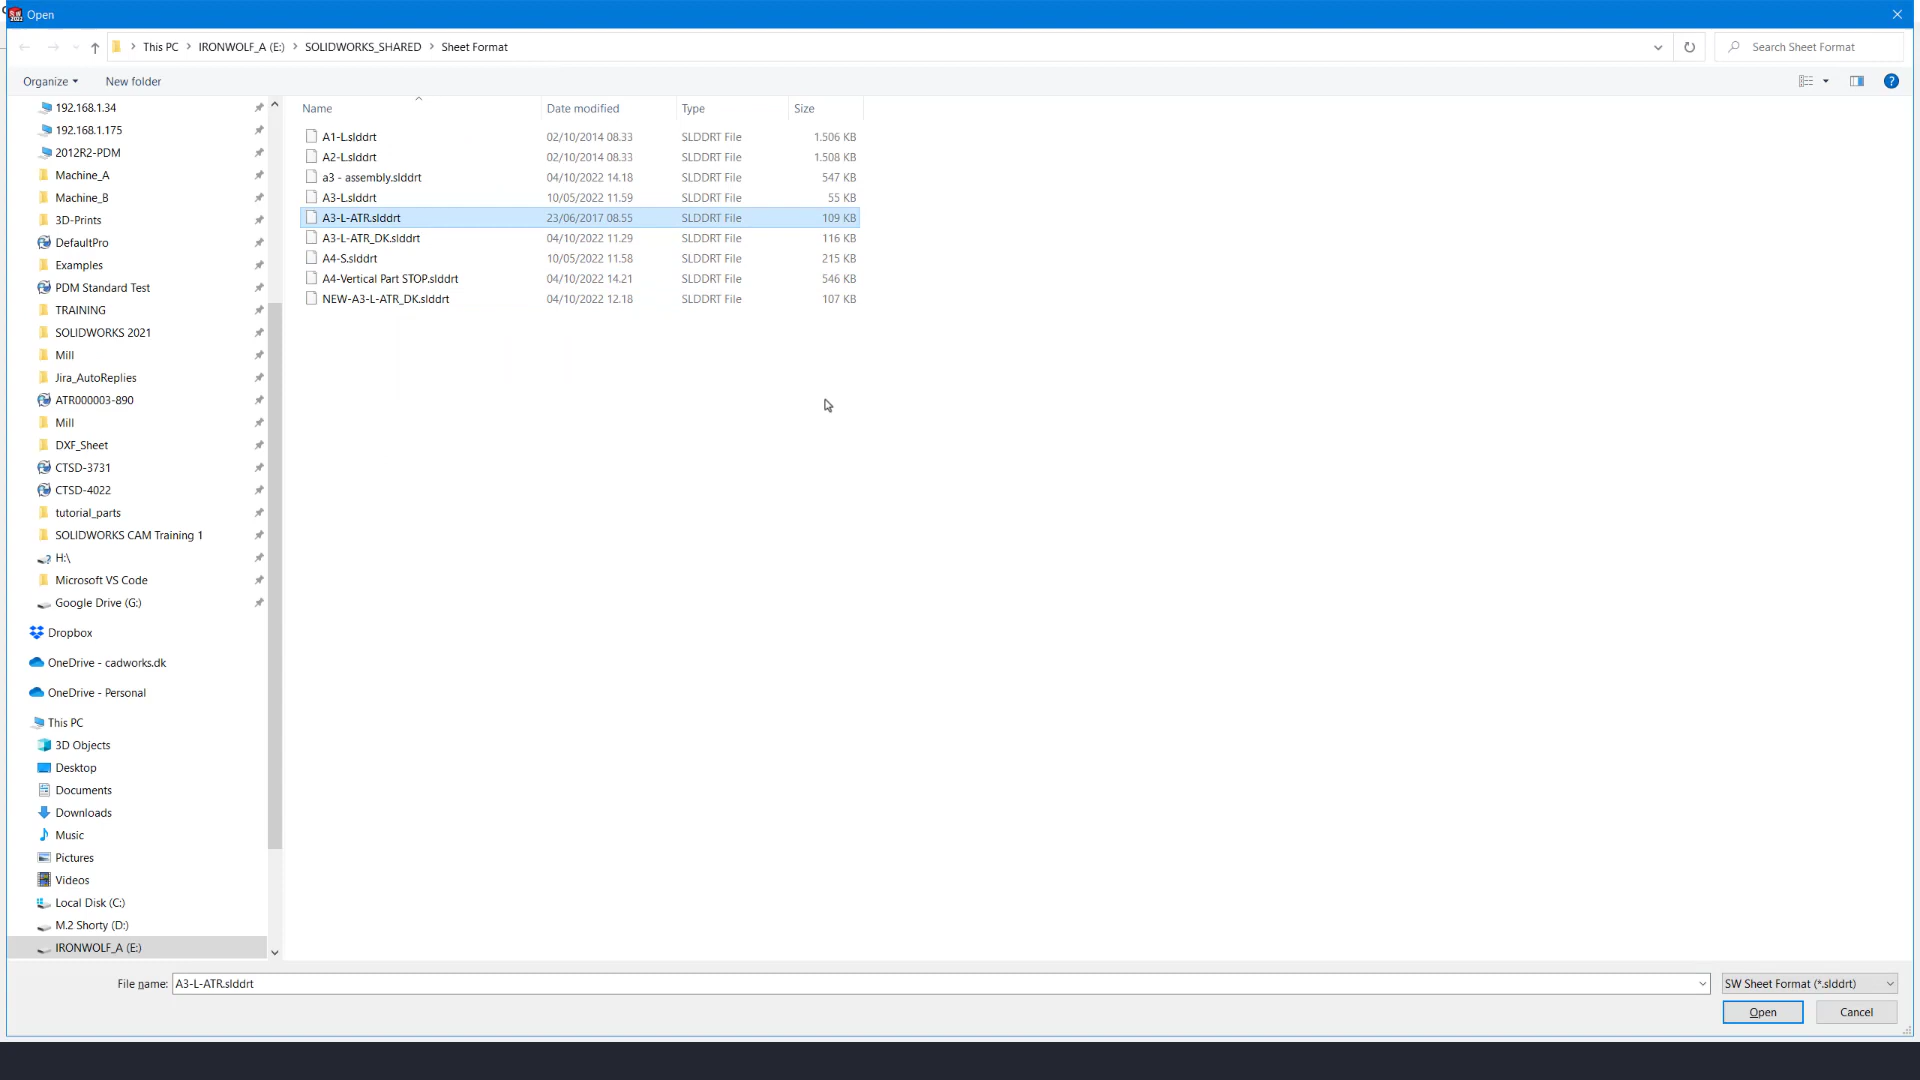 Open
This PC > IRONWOLF_A (E:) > SOLIDWORKS_SHARED > Sheet Format
Search Sheet Format
Organize
New folder
192.168.1.34
192.168.1.175
2012R2-PDM
Machine_A
Machine_B
3D-Prints
DefaultPro
Examples
PDM Standard Test
TRAINING
SOLIDWORKS 2021
Mill
Jira_AutoReplies
ATR000003-890
Mill
DXF_Sheet
CTSD-3731
CTSD-4022
tutorial_parts
SOLIDWORKS CAM Training 1
H:\
Microsoft VS Code
Google Drive (G:)
Dropbox
OneDrive - cadworks.dk
OneDrive - Personal
This PC
3D Objects
Desktop
Documents
Downloads
Music
Pictures
Videos
Local Disk (C:)
M.2 Shorty (D:)
IRONWOLF_A (E:)
Name Date modified Type Size
A1-L.slddrt 02/10/2014 08.33 SLDDRT File 1.506 KB
A2-L.slddrt 02/10/2014 08.33 SLDDRT File 1.508 KB
a3 - assembly.slddrt 04/10/2022 14.18 SLDDRT File 547 KB
A3-L.slddrt 10/05/2022 11.59 SLDDRT File 55 KB
A3-L-ATR.slddrt 23/06/2017 08.55 SLDDRT File 109 KB
A3-L-ATR_DK.slddrt 04/10/2022 11.29 SLDDRT File 116 KB
A4-S.slddrt 10/05/2022 11.58 SLDDRT File 215 KB
A4-Vertical Part STOP.slddrt 04/10/2022 14.21 SLDDRT File 546 KB
NEW-A3-L-ATR_DK.slddrt 04/10/2022 12.18 SLDDRT File 107 KB
File name: A3-L-ATR.slddrt
SW Sheet Format (*.slddrt)
Open
Cancel